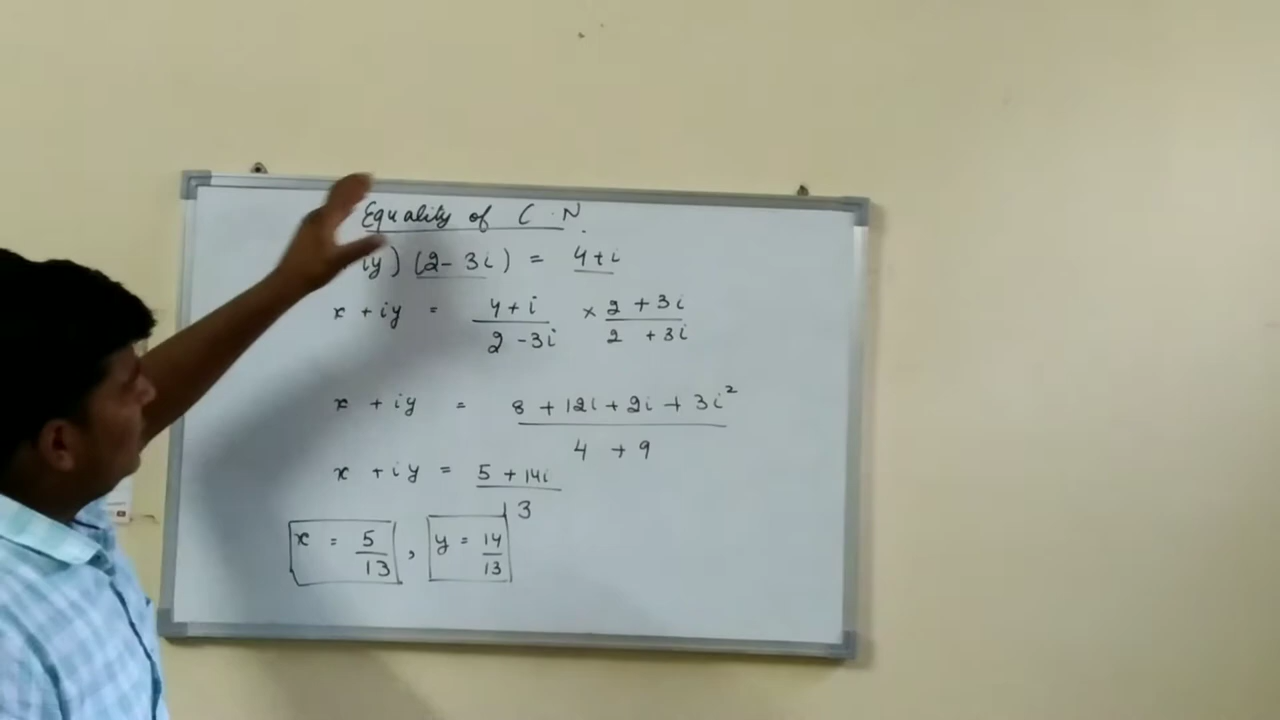 Equality of C.N.
iy) (2-3i) = 4+i
x + iy = 4+i / 2-3i × 2+3i / 2+3i
x + iy = 8 + 12i + 2i + 3i² / 4 + 9
x + iy = 5 + 14i / 13
x = 5/13 , y = 14/13